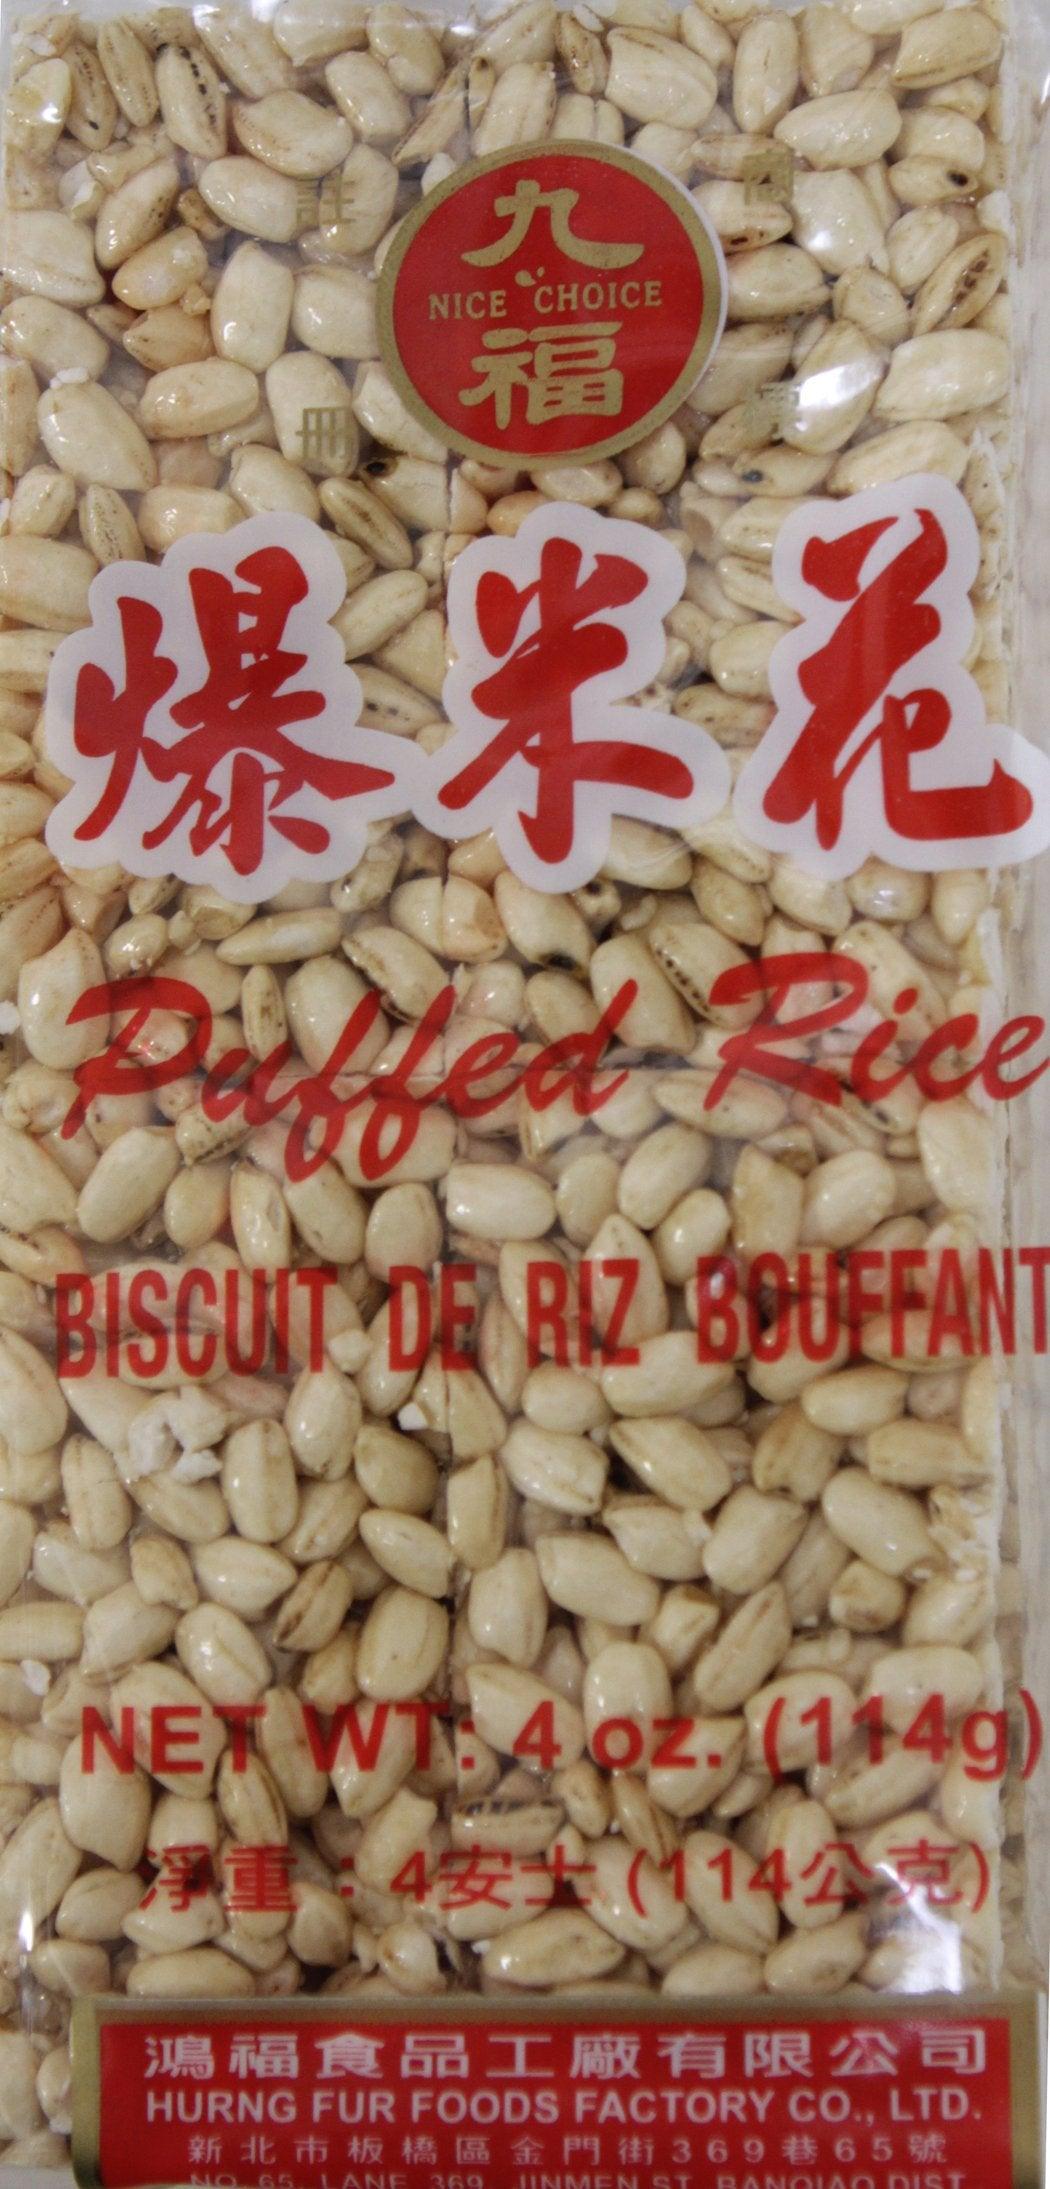 九
NICE CHOICE
福
註 商
冊 標
爆米花
Puffed Rice
BISCUIT DE RIZ BOUFFANT
NET WT: 4 oz. (114g)
淨重：4安士 (114公克)
鴻福食品工廠有限公司
HURNG FUR FOODS FACTORY CO., LTD.
新北市板橋區金門街369巷65號
NO. 65, LANE 369, JINMEN ST. BANQIAO DIST